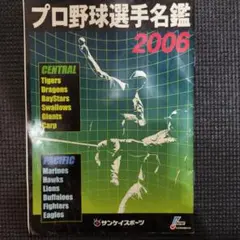 プロ野球選手名鑑
2006
CENTRAL
Tigers
Dragons
BayStars
Swallows
Giants
Carp
PACIFIC
Marines
Hawks
Lions
Buffaloes
Fighters
Eagles
サンケイスポーツ